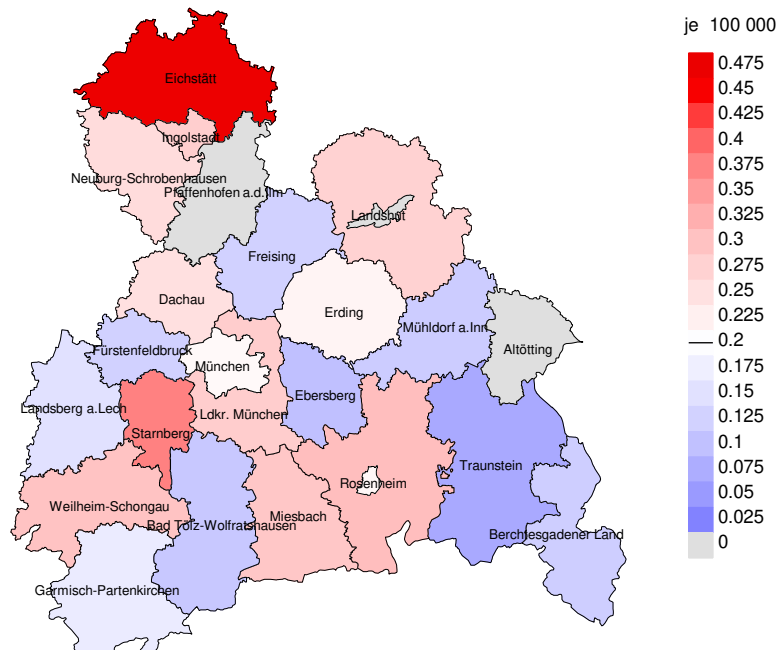 je 100 000
0.475
0.45
0.425
0.4
0.375
0.35
0.325
0.3
0.275
0.25
0.225
0.2
0.175
0.15
0.125
0.1
0.075
0.05
0.025
0
Eichstätt
Ingolstadt
Neuburg-Schrobenhausen
Pfaffenhofen a.d.Ilm
Landshut
Freising
Dachau
Erding
Mühldorf a.Inn
Fürstenfeldbruck
Altötting
München
Ebersberg
Landsberg a.Lech
Ldkr. München
Starnberg
Traunstein
Rosenheim
Weilheim-Schongau
Miesbach
Bad Tölz-Wolfratshausen
Berchtesgadener Land
Garmisch-Partenkirchen